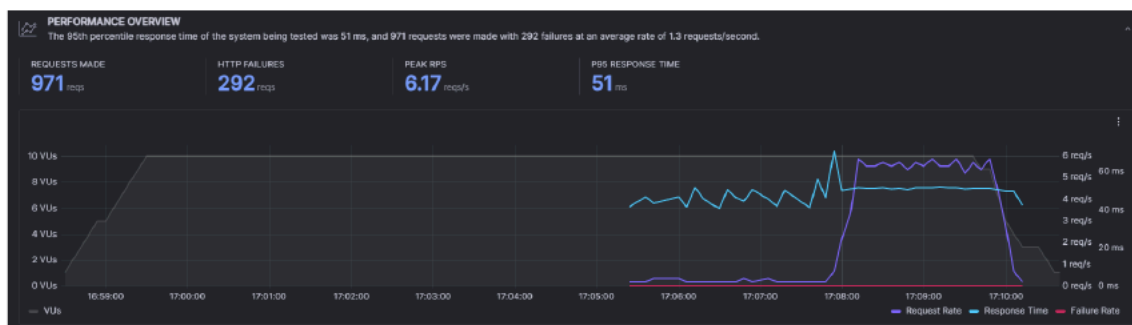 PERFORMANCE OVERVIEW
The 95th percentile response time of the system being tested was 51 ms, and 971 requests were made with 292 failures at an average rate of 1.3 requests/second.
REQUESTS MADE HTTP FAILURES PEAK RPS P95 RESPONSE TIME
971 reqs 292 reqs 6.17 reqs/s 51 ms
10 VUs 6 req/s
60 ms
8 VUs 5 req/s
6 VUs 4 req/s
3 req/s 40 ms
4 VUs
2 VUs 2 req/s 20 ms
1 req/s
0 VUs 0 req/s 0 ms
16:59:00 17:00:00 17:01:00 17:02:00 17:03:00 17:04:00 17:05:00 17:06:00 17:07:00 17:08:00 17:09:00 17:10:00
VUs Request Rate Response Time Failure Rate